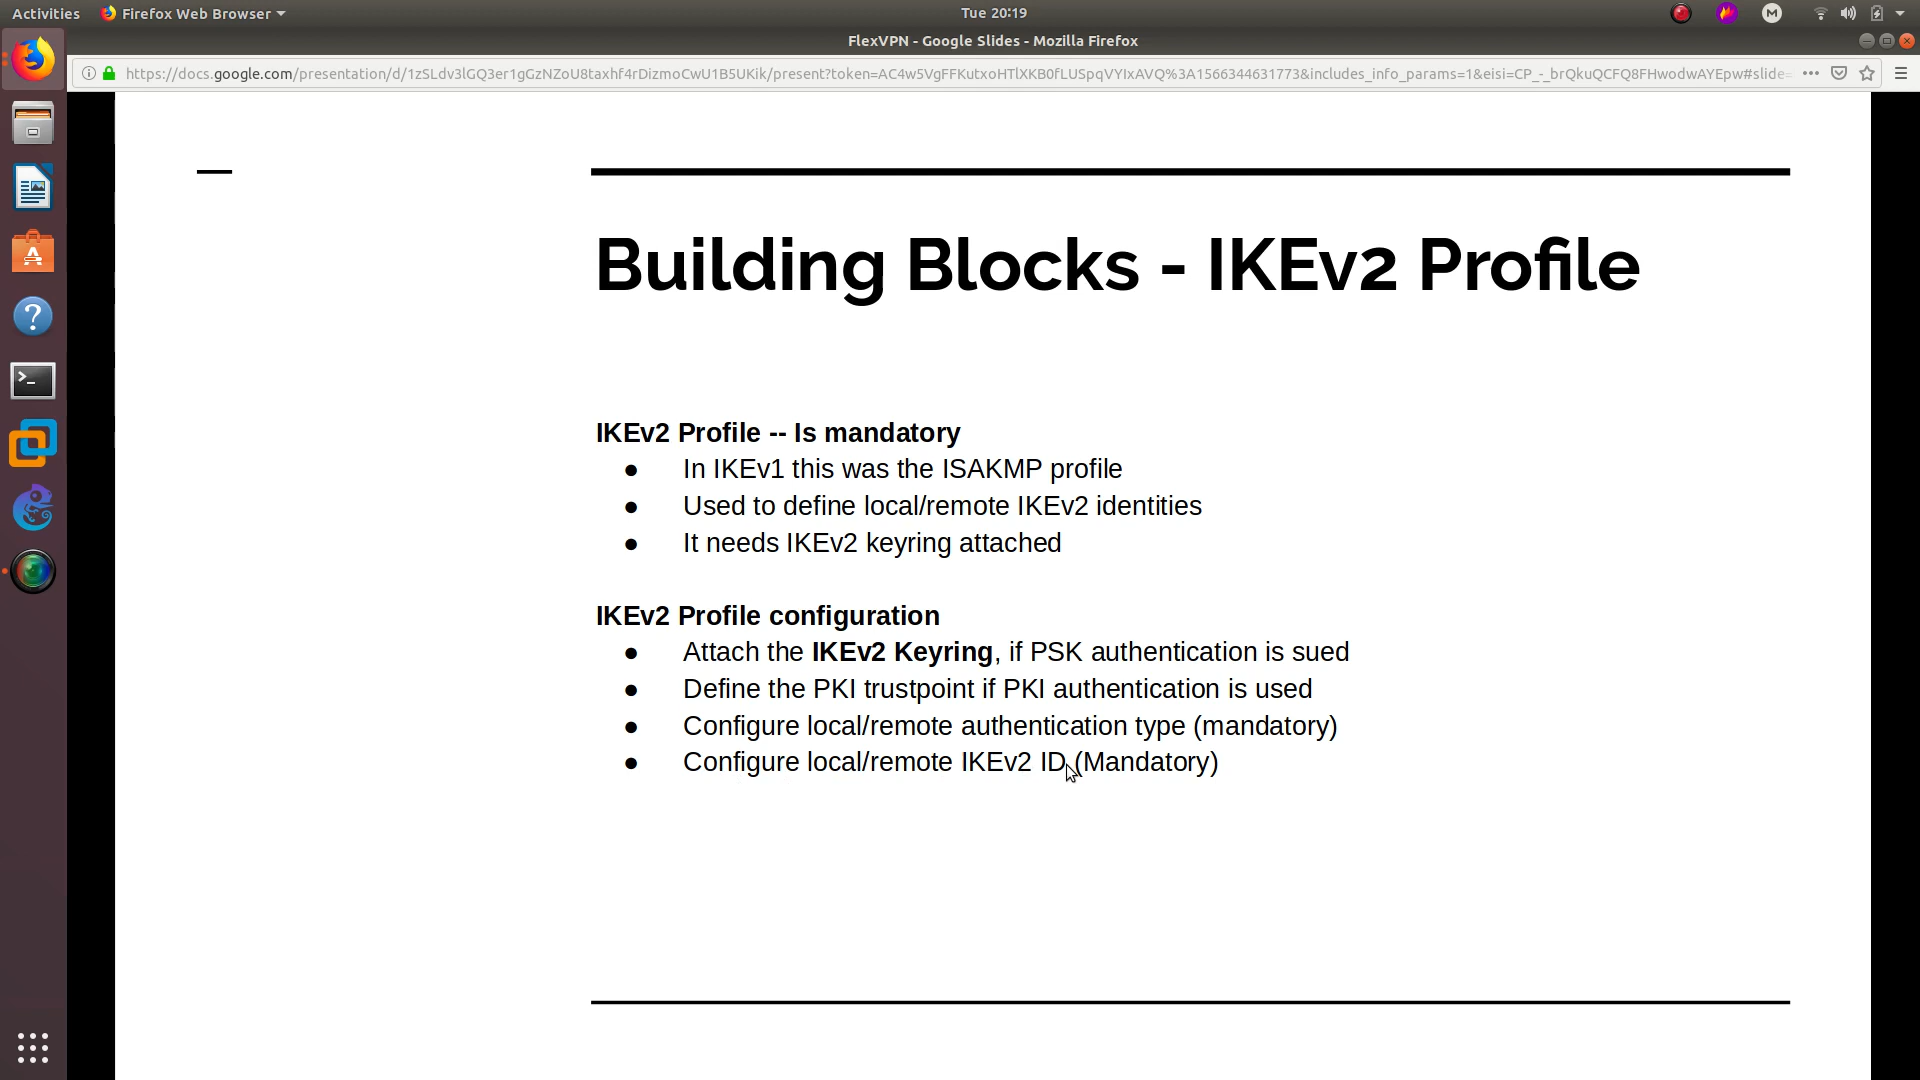 Activities Firefox Web Browser Tue 20:19
FlexVPN - Google Slides - Mozilla Firefox
https://docs.google.com/presentation/d/1zSLdv3lGQ3er1gGzNZoU8taxhf4rDizmoCwU1B5UKik/present?token=AC4w5VgFFKutxoHTlXKB0fLUSpqVYIxAVQ%3A1566344631773&includes_info_params=1&eisi=CP_-_brQkuQCFQ8FHwodwAYEpw#slide=
Building Blocks - IKEv2 Profile
IKEv2 Profile -- Is mandatory
● In IKEv1 this was the ISAKMP profile
● Used to define local/remote IKEv2 identities
● It needs IKEv2 keyring attached
IKEv2 Profile configuration
● Attach the IKEv2 Keyring, if PSK authentication is sued
● Define the PKI trustpoint if PKI authentication is used
● Configure local/remote authentication type (mandatory)
● Configure local/remote IKEv2 ID (Mandatory)